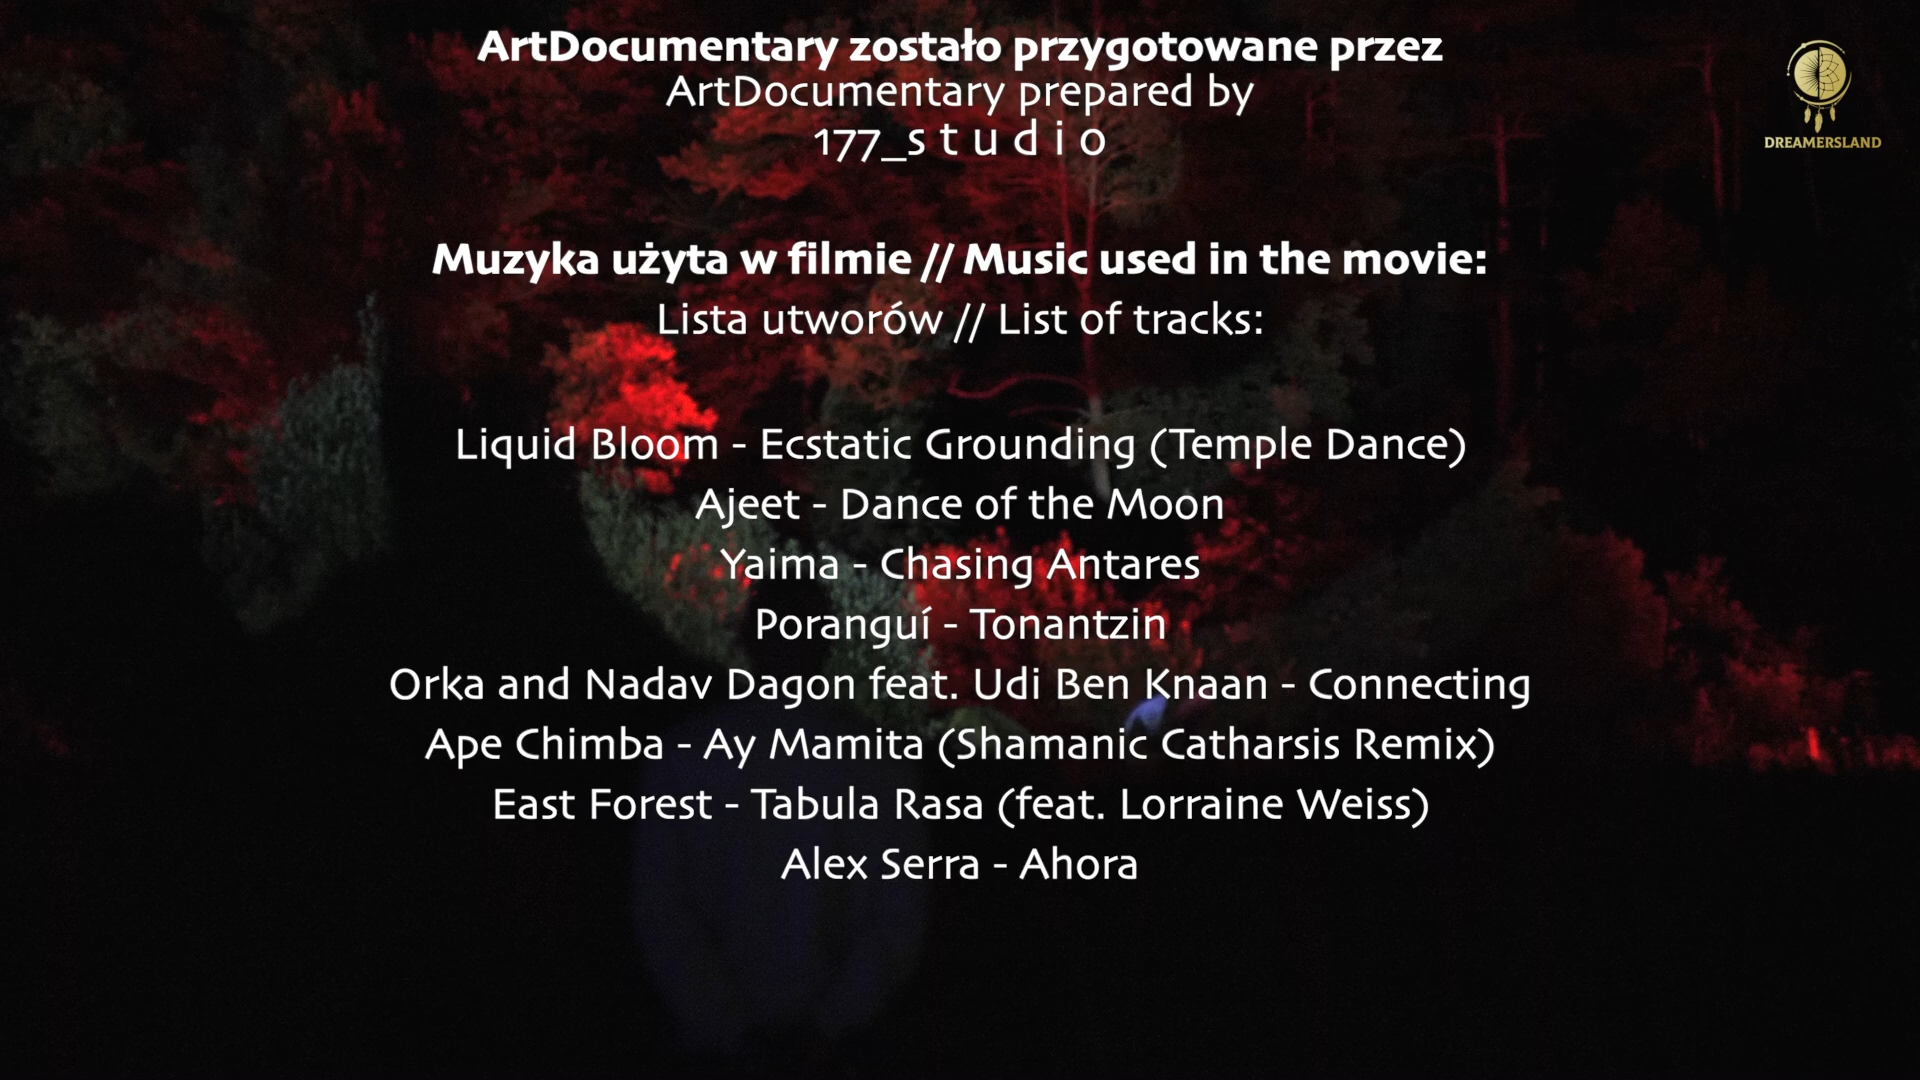 ArtDocumentary zostało przygotowane przez
ArtDocumentary prepared by
177_s t u d i o
DREAMERSLAND
Muzyka użyta w filmie // Music used in the movie:
Lista utworów // List of tracks:
Liquid Bloom - Ecstatic Grounding (Temple Dance)
Ajeet - Dance of the Moon
Yaima - Chasing Antares
Poranguí - Tonantzin
Orka and Nadav Dagon feat. Udi Ben Knaan - Connecting
Ape Chimba - Ay Mamita (Shamanic Catharsis Remix)
East Forest - Tabula Rasa (feat. Lorraine Weiss)
Alex Serra - Ahora